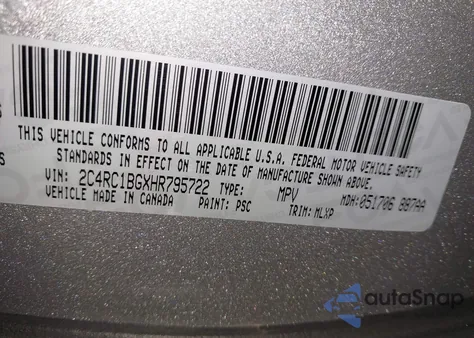 THIS VEHICLE CONFORMS TO ALL APPLICABLE U.S.A. FEDERAL MOTOR VEHICLE SAFETY
STANDARDS IN EFFECT ON THE DATE OF MANUFACTURE SHOWN ABOVE.
VIN: 2C4RC1BGXHR795722 TYPE: MPV MDH: 051706 887AA
VEHICLE MADE IN CANADA PAINT: PSC TRIM: MLXP
autoSnap